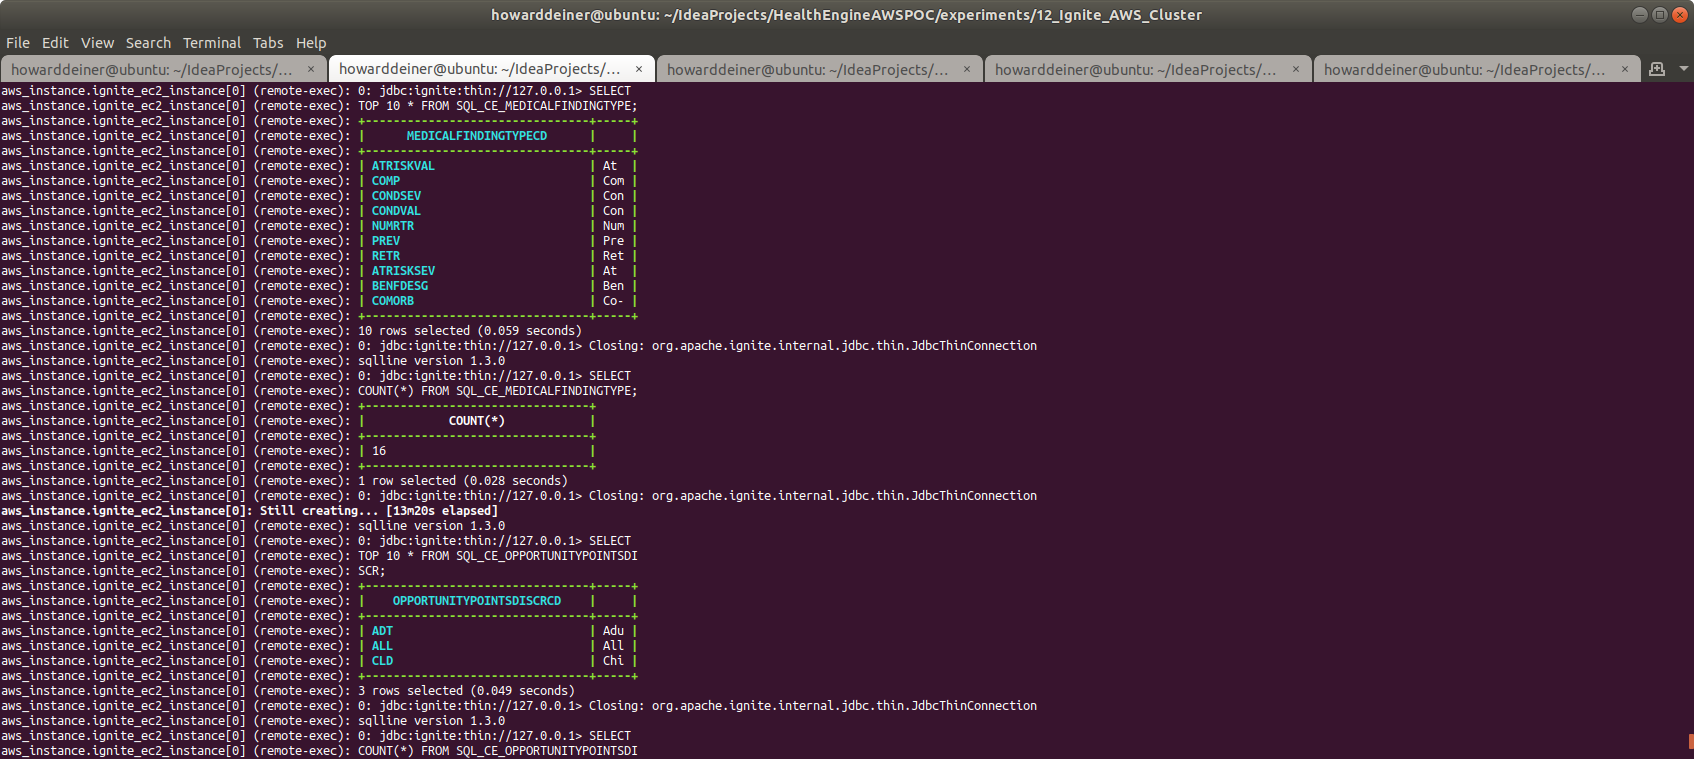 howarddeiner@ubuntu: ~/IdeaProjects/HealthEngineAWSPOC/experiments/12_Ignite_AWS_Cluster
File Edit View Search Terminal Tabs Help
howarddeiner@ubuntu: ~/IdeaProjects/... × howarddeiner@ubuntu: ~/IdeaProjects/... × howarddeiner@ubuntu: ~/IdeaProjects/... × howarddeiner@ubuntu: ~/IdeaProjects/... × howarddeiner@ubuntu: ~/IdeaProjects/... ×
aws_instance.ignite_ec2_instance[0] (remote-exec): 0: jdbc:ignite:thin://127.0.0.1> SELECT
aws_instance.ignite_ec2_instance[0] (remote-exec): TOP 10 * FROM SQL_CE_MEDICALFINDINGTYPE;
aws_instance.ignite_ec2_instance[0] (remote-exec): +--------------------------------+-----+
aws_instance.ignite_ec2_instance[0] (remote-exec): |      MEDICALFINDINGTYPECD      |     |
aws_instance.ignite_ec2_instance[0] (remote-exec): +--------------------------------+-----+
aws_instance.ignite_ec2_instance[0] (remote-exec): | ATRISKVAL                      | At  |
aws_instance.ignite_ec2_instance[0] (remote-exec): | COMP                           | Com |
aws_instance.ignite_ec2_instance[0] (remote-exec): | CONDSEV                        | Con |
aws_instance.ignite_ec2_instance[0] (remote-exec): | CONDVAL                        | Con |
aws_instance.ignite_ec2_instance[0] (remote-exec): | NUMRTR                         | Num |
aws_instance.ignite_ec2_instance[0] (remote-exec): | PREV                           | Pre |
aws_instance.ignite_ec2_instance[0] (remote-exec): | RETR                           | Ret |
aws_instance.ignite_ec2_instance[0] (remote-exec): | ATRISKSEV                      | At  |
aws_instance.ignite_ec2_instance[0] (remote-exec): | BENFDESG                       | Ben |
aws_instance.ignite_ec2_instance[0] (remote-exec): | COMORB                         | Co- |
aws_instance.ignite_ec2_instance[0] (remote-exec): +--------------------------------+-----+
aws_instance.ignite_ec2_instance[0] (remote-exec): 10 rows selected (0.059 seconds)
aws_instance.ignite_ec2_instance[0] (remote-exec): 0: jdbc:ignite:thin://127.0.0.1> Closing: org.apache.ignite.internal.jdbc.thin.JdbcThinConnection
aws_instance.ignite_ec2_instance[0] (remote-exec): sqlline version 1.3.0
aws_instance.ignite_ec2_instance[0] (remote-exec): 0: jdbc:ignite:thin://127.0.0.1> SELECT
aws_instance.ignite_ec2_instance[0] (remote-exec): COUNT(*) FROM SQL_CE_MEDICALFINDINGTYPE;
aws_instance.ignite_ec2_instance[0] (remote-exec): +--------------------------------+
aws_instance.ignite_ec2_instance[0] (remote-exec): |            COUNT(*)            |
aws_instance.ignite_ec2_instance[0] (remote-exec): +--------------------------------+
aws_instance.ignite_ec2_instance[0] (remote-exec): | 16                             |
aws_instance.ignite_ec2_instance[0] (remote-exec): +--------------------------------+
aws_instance.ignite_ec2_instance[0] (remote-exec): 1 row selected (0.028 seconds)
aws_instance.ignite_ec2_instance[0] (remote-exec): 0: jdbc:ignite:thin://127.0.0.1> Closing: org.apache.ignite.internal.jdbc.thin.JdbcThinConnection
aws_instance.ignite_ec2_instance[0]: Still creating... [13m20s elapsed]
aws_instance.ignite_ec2_instance[0] (remote-exec): sqlline version 1.3.0
aws_instance.ignite_ec2_instance[0] (remote-exec): 0: jdbc:ignite:thin://127.0.0.1> SELECT
aws_instance.ignite_ec2_instance[0] (remote-exec): TOP 10 * FROM SQL_CE_OPPORTUNITYPOINTSDI
aws_instance.ignite_ec2_instance[0] (remote-exec): SCR;
aws_instance.ignite_ec2_instance[0] (remote-exec): +--------------------------------+-----+
aws_instance.ignite_ec2_instance[0] (remote-exec): |    OPPORTUNITYPOINTSDISCRCD    |     |
aws_instance.ignite_ec2_instance[0] (remote-exec): +--------------------------------+-----+
aws_instance.ignite_ec2_instance[0] (remote-exec): | ADT                            | Adu |
aws_instance.ignite_ec2_instance[0] (remote-exec): | ALL                            | All |
aws_instance.ignite_ec2_instance[0] (remote-exec): | CLD                            | Chi |
aws_instance.ignite_ec2_instance[0] (remote-exec): +--------------------------------+-----+
aws_instance.ignite_ec2_instance[0] (remote-exec): 3 rows selected (0.049 seconds)
aws_instance.ignite_ec2_instance[0] (remote-exec): 0: jdbc:ignite:thin://127.0.0.1> Closing: org.apache.ignite.internal.jdbc.thin.JdbcThinConnection
aws_instance.ignite_ec2_instance[0] (remote-exec): sqlline version 1.3.0
aws_instance.ignite_ec2_instance[0] (remote-exec): 0: jdbc:ignite:thin://127.0.0.1> SELECT
aws_instance.ignite_ec2_instance[0] (remote-exec): COUNT(*) FROM SQL_CE_OPPORTUNITYPOINTSDI